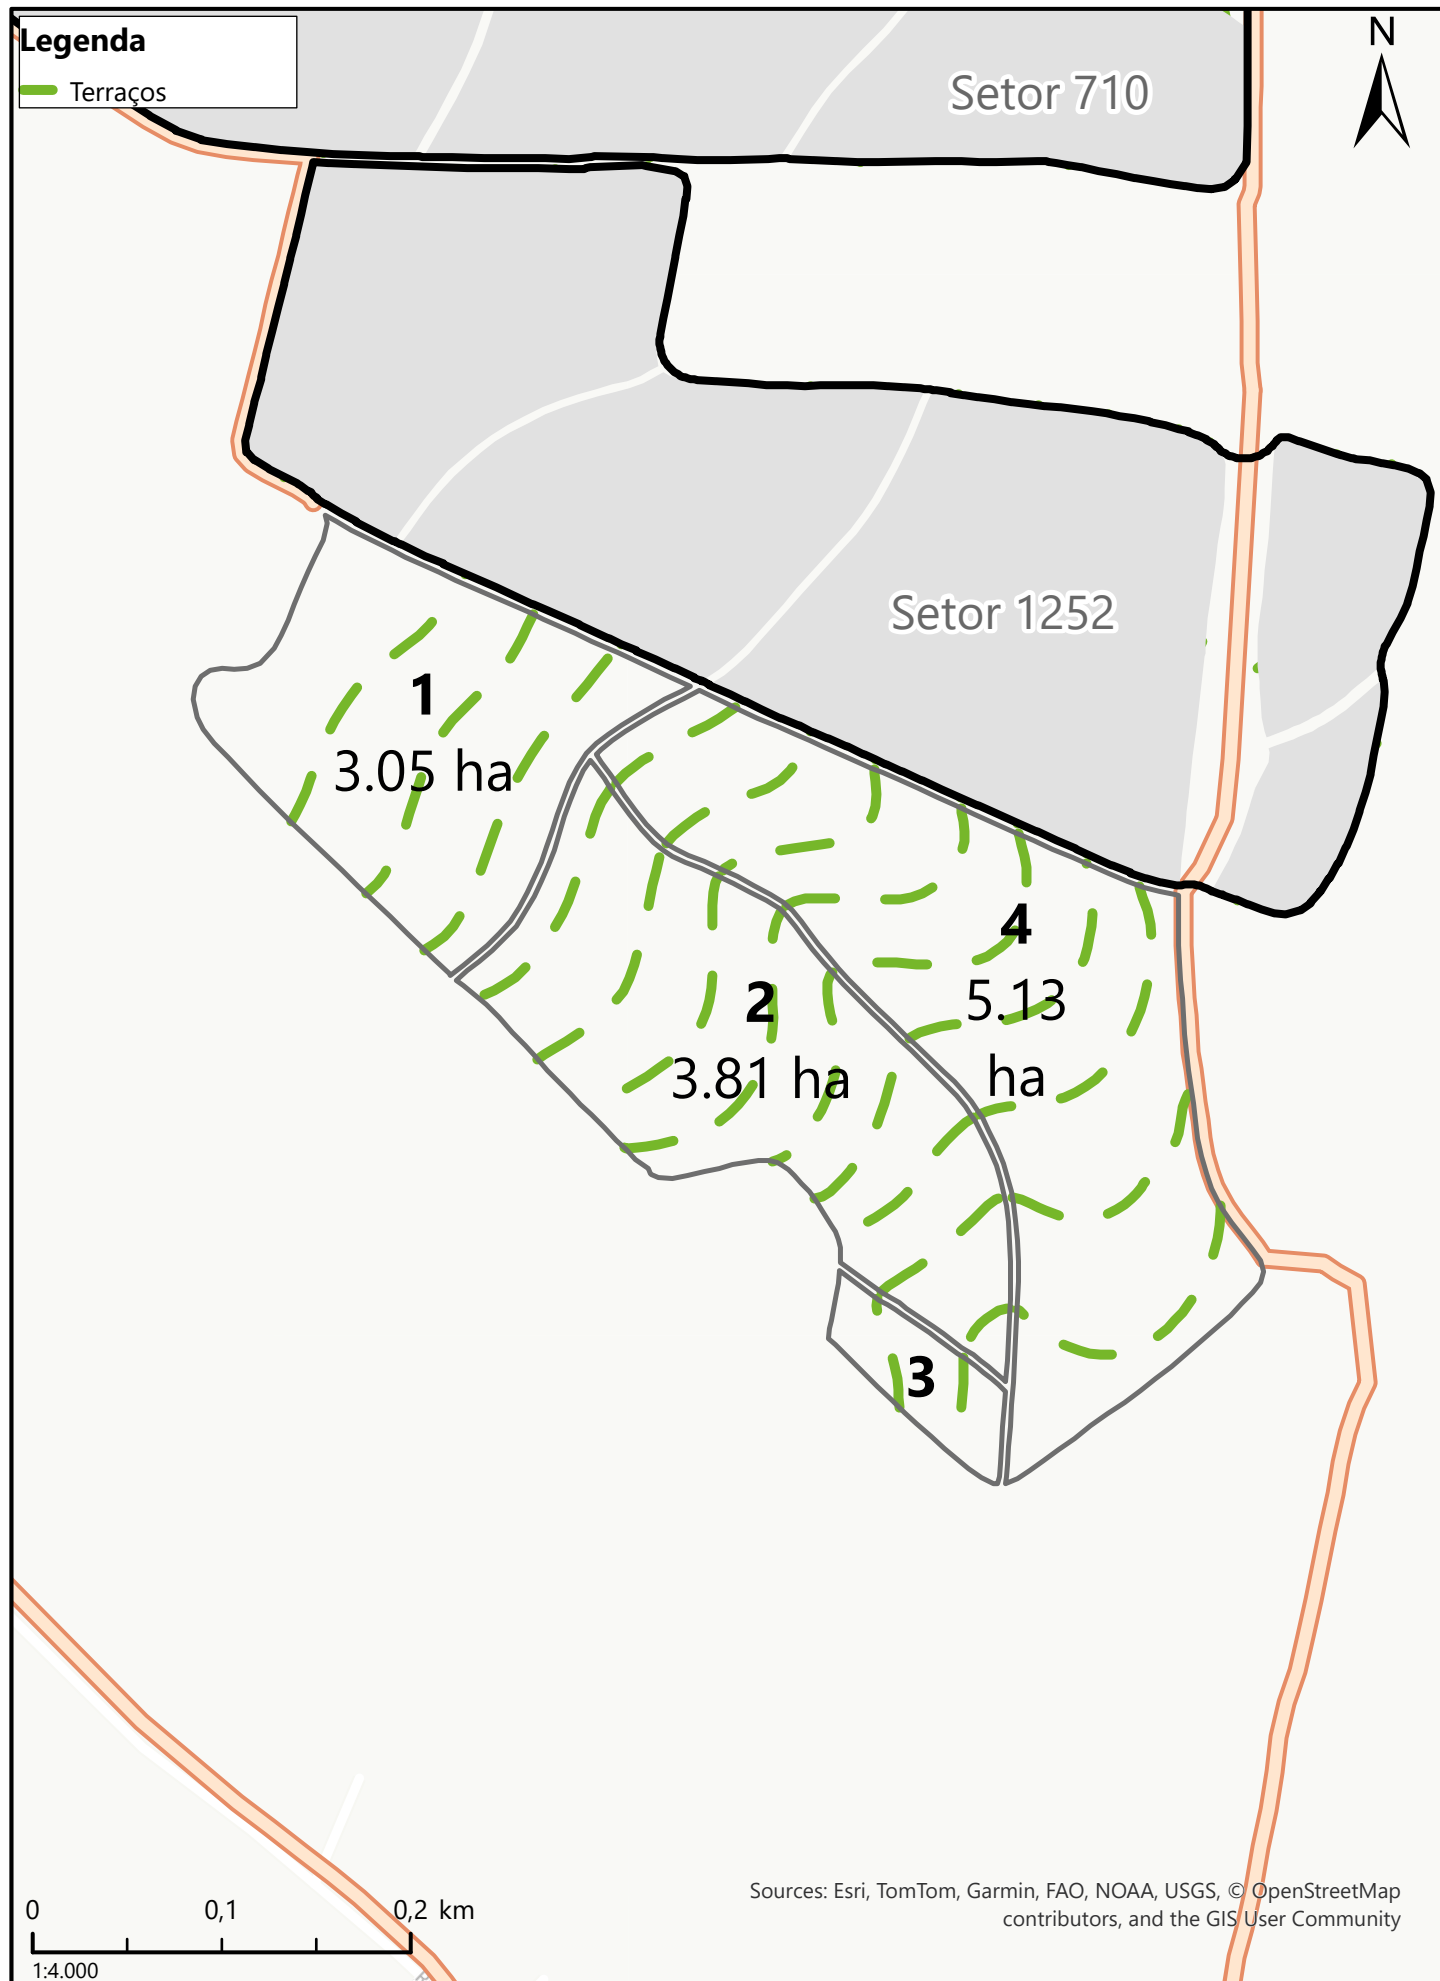 Legenda
Terraços
N
Setor 710
Setor 1252
1
3.05 ha
4
5.13
ha
2
3.81 ha
3
0 0,1 0,2 km
1:4.000
Sources: Esri, TomTom, Garmin, FAO, NOAA, USGS, © OpenStreetMap
contributors, and the GIS User Community